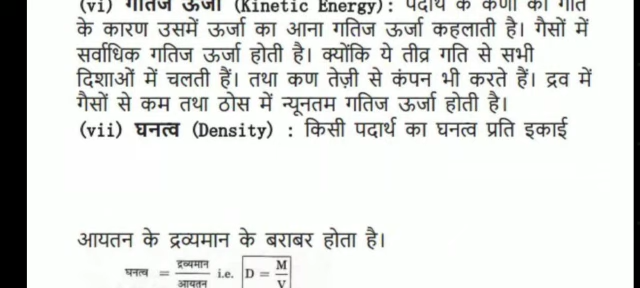 (vi) गतिज ऊर्जा (Kinetic Energy): पदार्थ के कणों की गति
के कारण उसमें ऊर्जा का आना गतिज ऊर्जा कहलाती है। गैसों में
सर्वाधिक गतिज ऊर्जा होती है। क्योंकि ये तीव्र गति से सभी
दिशाओं में चलती हैं। तथा कण तेज़ी से कंपन भी करते हैं। द्रव में
गैसों से कम तथा ठोस में न्यूनतम गतिज ऊर्जा होती है।
(vii) घनत्व (Density) : किसी पदार्थ का घनत्व प्रति इकाई
आयतन के द्रव्यमान के बराबर होता है।
घनत्व = द्रव्यमान / आयतन i.e. D = M / V